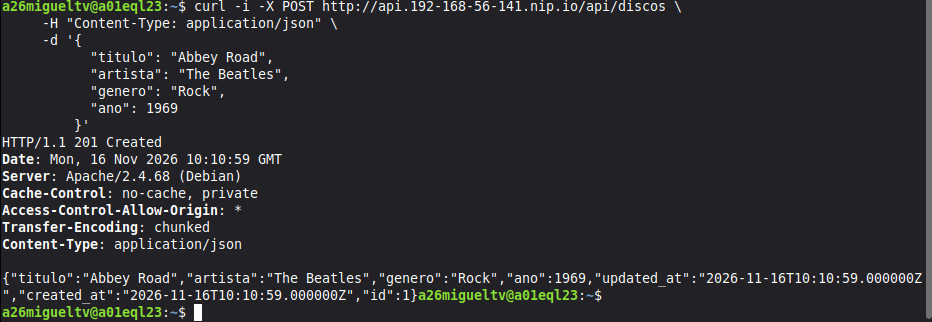 a26migueltv@a01eql23:~$ curl -i -X POST http://api.192-168-56-141.nip.io/api/discos \
     -H "Content-Type: application/json" \
     -d '{
           "titulo": "Abbey Road",
           "artista": "The Beatles",
           "genero": "Rock",
           "ano": 1969
         }'
HTTP/1.1 201 Created
Date: Mon, 16 Nov 2026 10:10:59 GMT
Server: Apache/2.4.68 (Debian)
Cache-Control: no-cache, private
Access-Control-Allow-Origin: *
Transfer-Encoding: chunked
Content-Type: application/json

{"titulo":"Abbey Road","artista":"The Beatles","genero":"Rock","ano":1969,"updated_at":"2026-11-16T10:10:59.000000Z
","created_at":"2026-11-16T10:10:59.000000Z","id":1}a26migueltv@a01eql23:~$
a26migueltv@a01eql23:~$